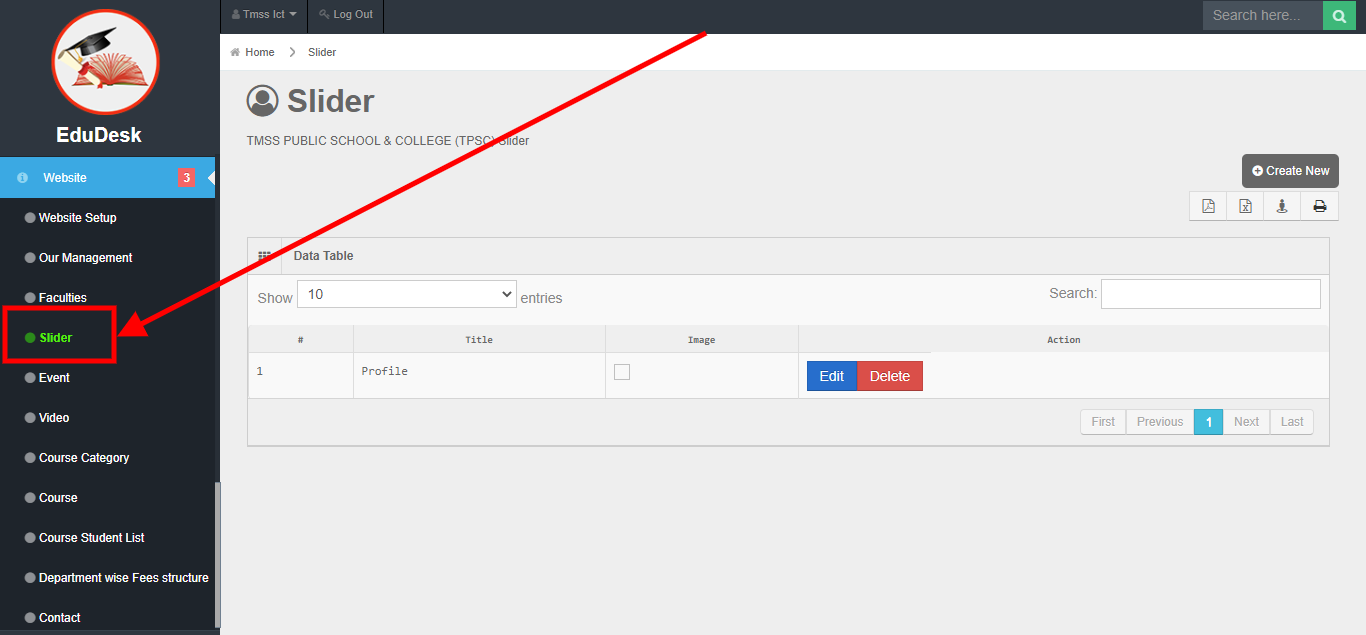 Tmss Ict
Log Out
Search here...
EduDesk
Home
Slider
Slider
TMSS PUBLIC SCHOOL & COLLEGE (TPSC) Slider
Website 3
Website Setup
Our Management
Faculties
Slider
Event
Video
Course Category
Course
Course Student List
Department wise Fees structure
Contact
Create New
Data Table
Show 10 entries
Search:
# Title Image Action
1 Profile Edit Delete
First Previous 1 Next Last